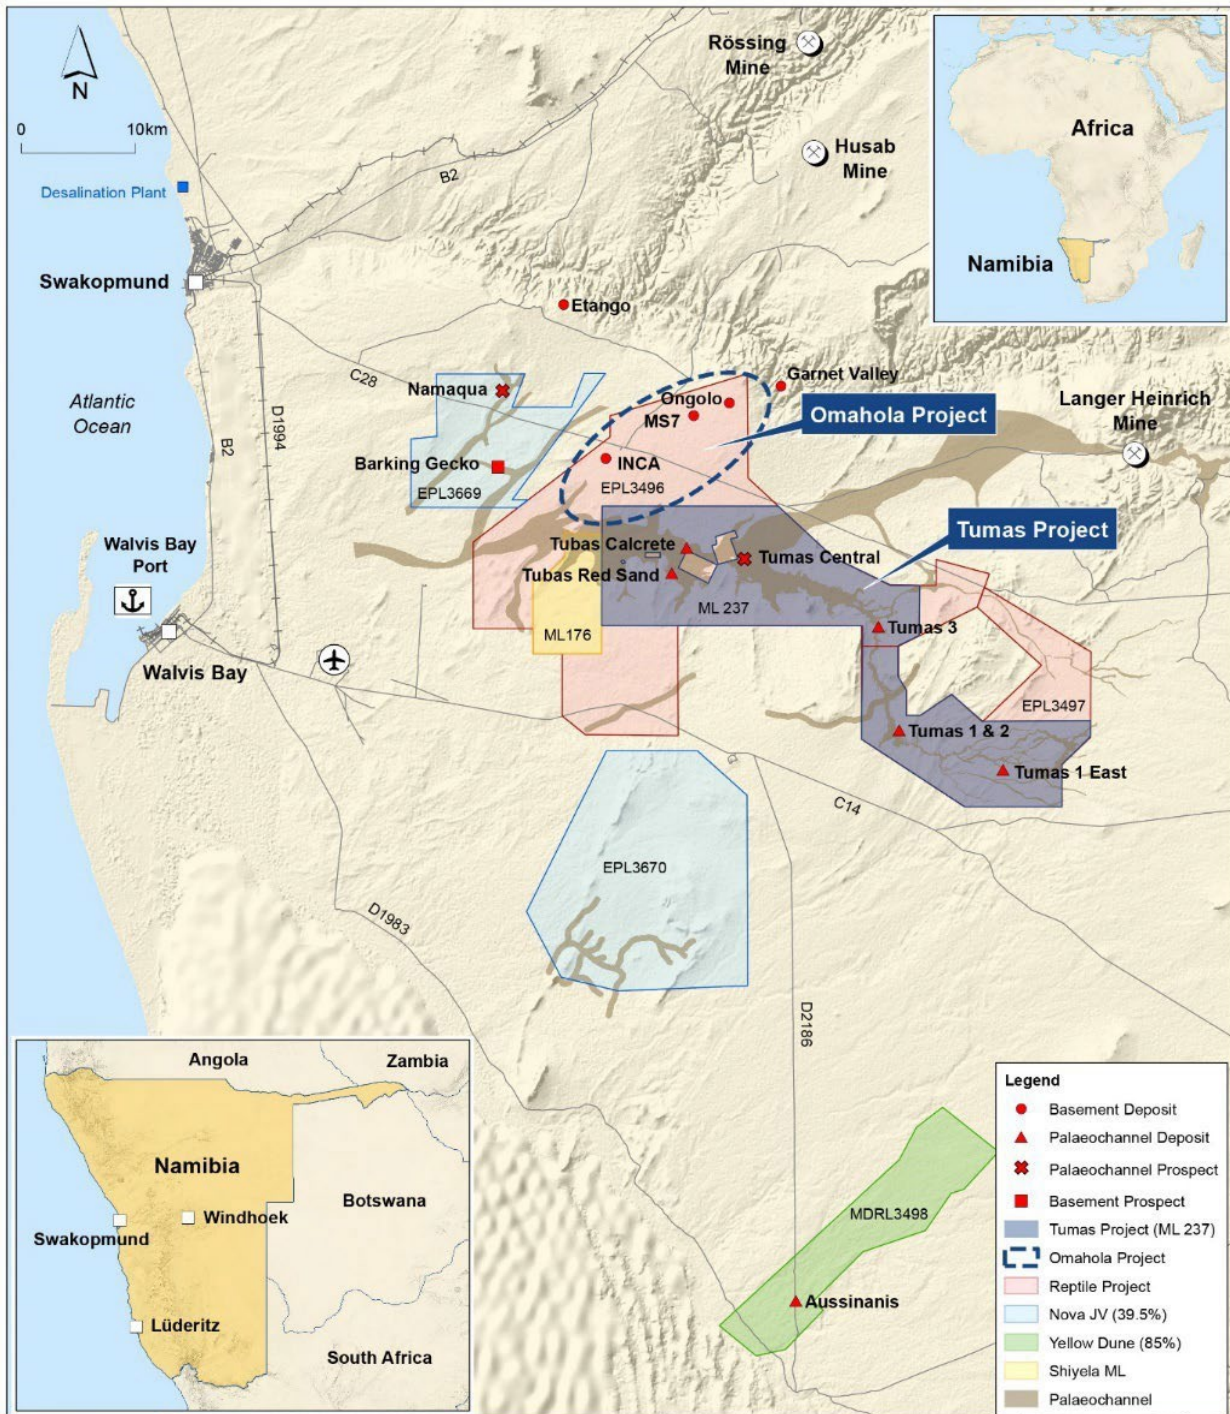 Rössing
Mine
Africa
Namibia
N
0 10km
Husab
Mine
B2
Desalination Plant
Swakopmund
Etango
C28
Namaqua
Garnet Valley
Ongolo
MS7
Omahola Project
Langer Heinrich
Mine
Atlantic
Ocean
D1994
B2
Barking Gecko
INCA
EPL3669
EPL3496
Tumas Project
Walvis Bay
Port
Tubas Calcrete
Tumas Central
Tubas Red Sand
ML 237
ML176
Tumas 3
Walvis Bay
EPL3497
Tumas 1 & 2
Tumas 1 East
C14
EPL3670
D1983
D2186
Angola
Zambia
Namibia
Botswana
Windhoek
Swakopmund
Lüderitz
South Africa
MDRL3498
Aussinanis
Legend
Basement Deposit
Palaeochannel Deposit
Palaeochannel Prospect
Basement Prospect
Tumas Project (ML 237)
Omahola Project
Reptile Project
Nova JV (39.5%)
Yellow Dune (85%)
Shiyela ML
Palaeochannel